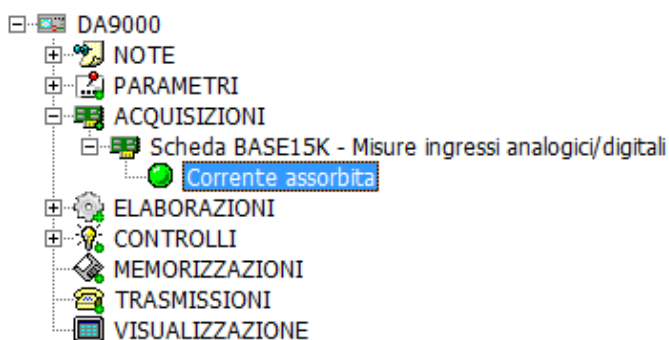 DA9000
NOTE
PARAMETRI
ACQUISIZIONI
Scheda BASE15K - Misure ingressi analogici/digitali
Corrente assorbita
ELABORAZIONI
CONTROLLI
MEMORIZZAZIONI
TRASMISSIONI
VISUALIZZAZIONE